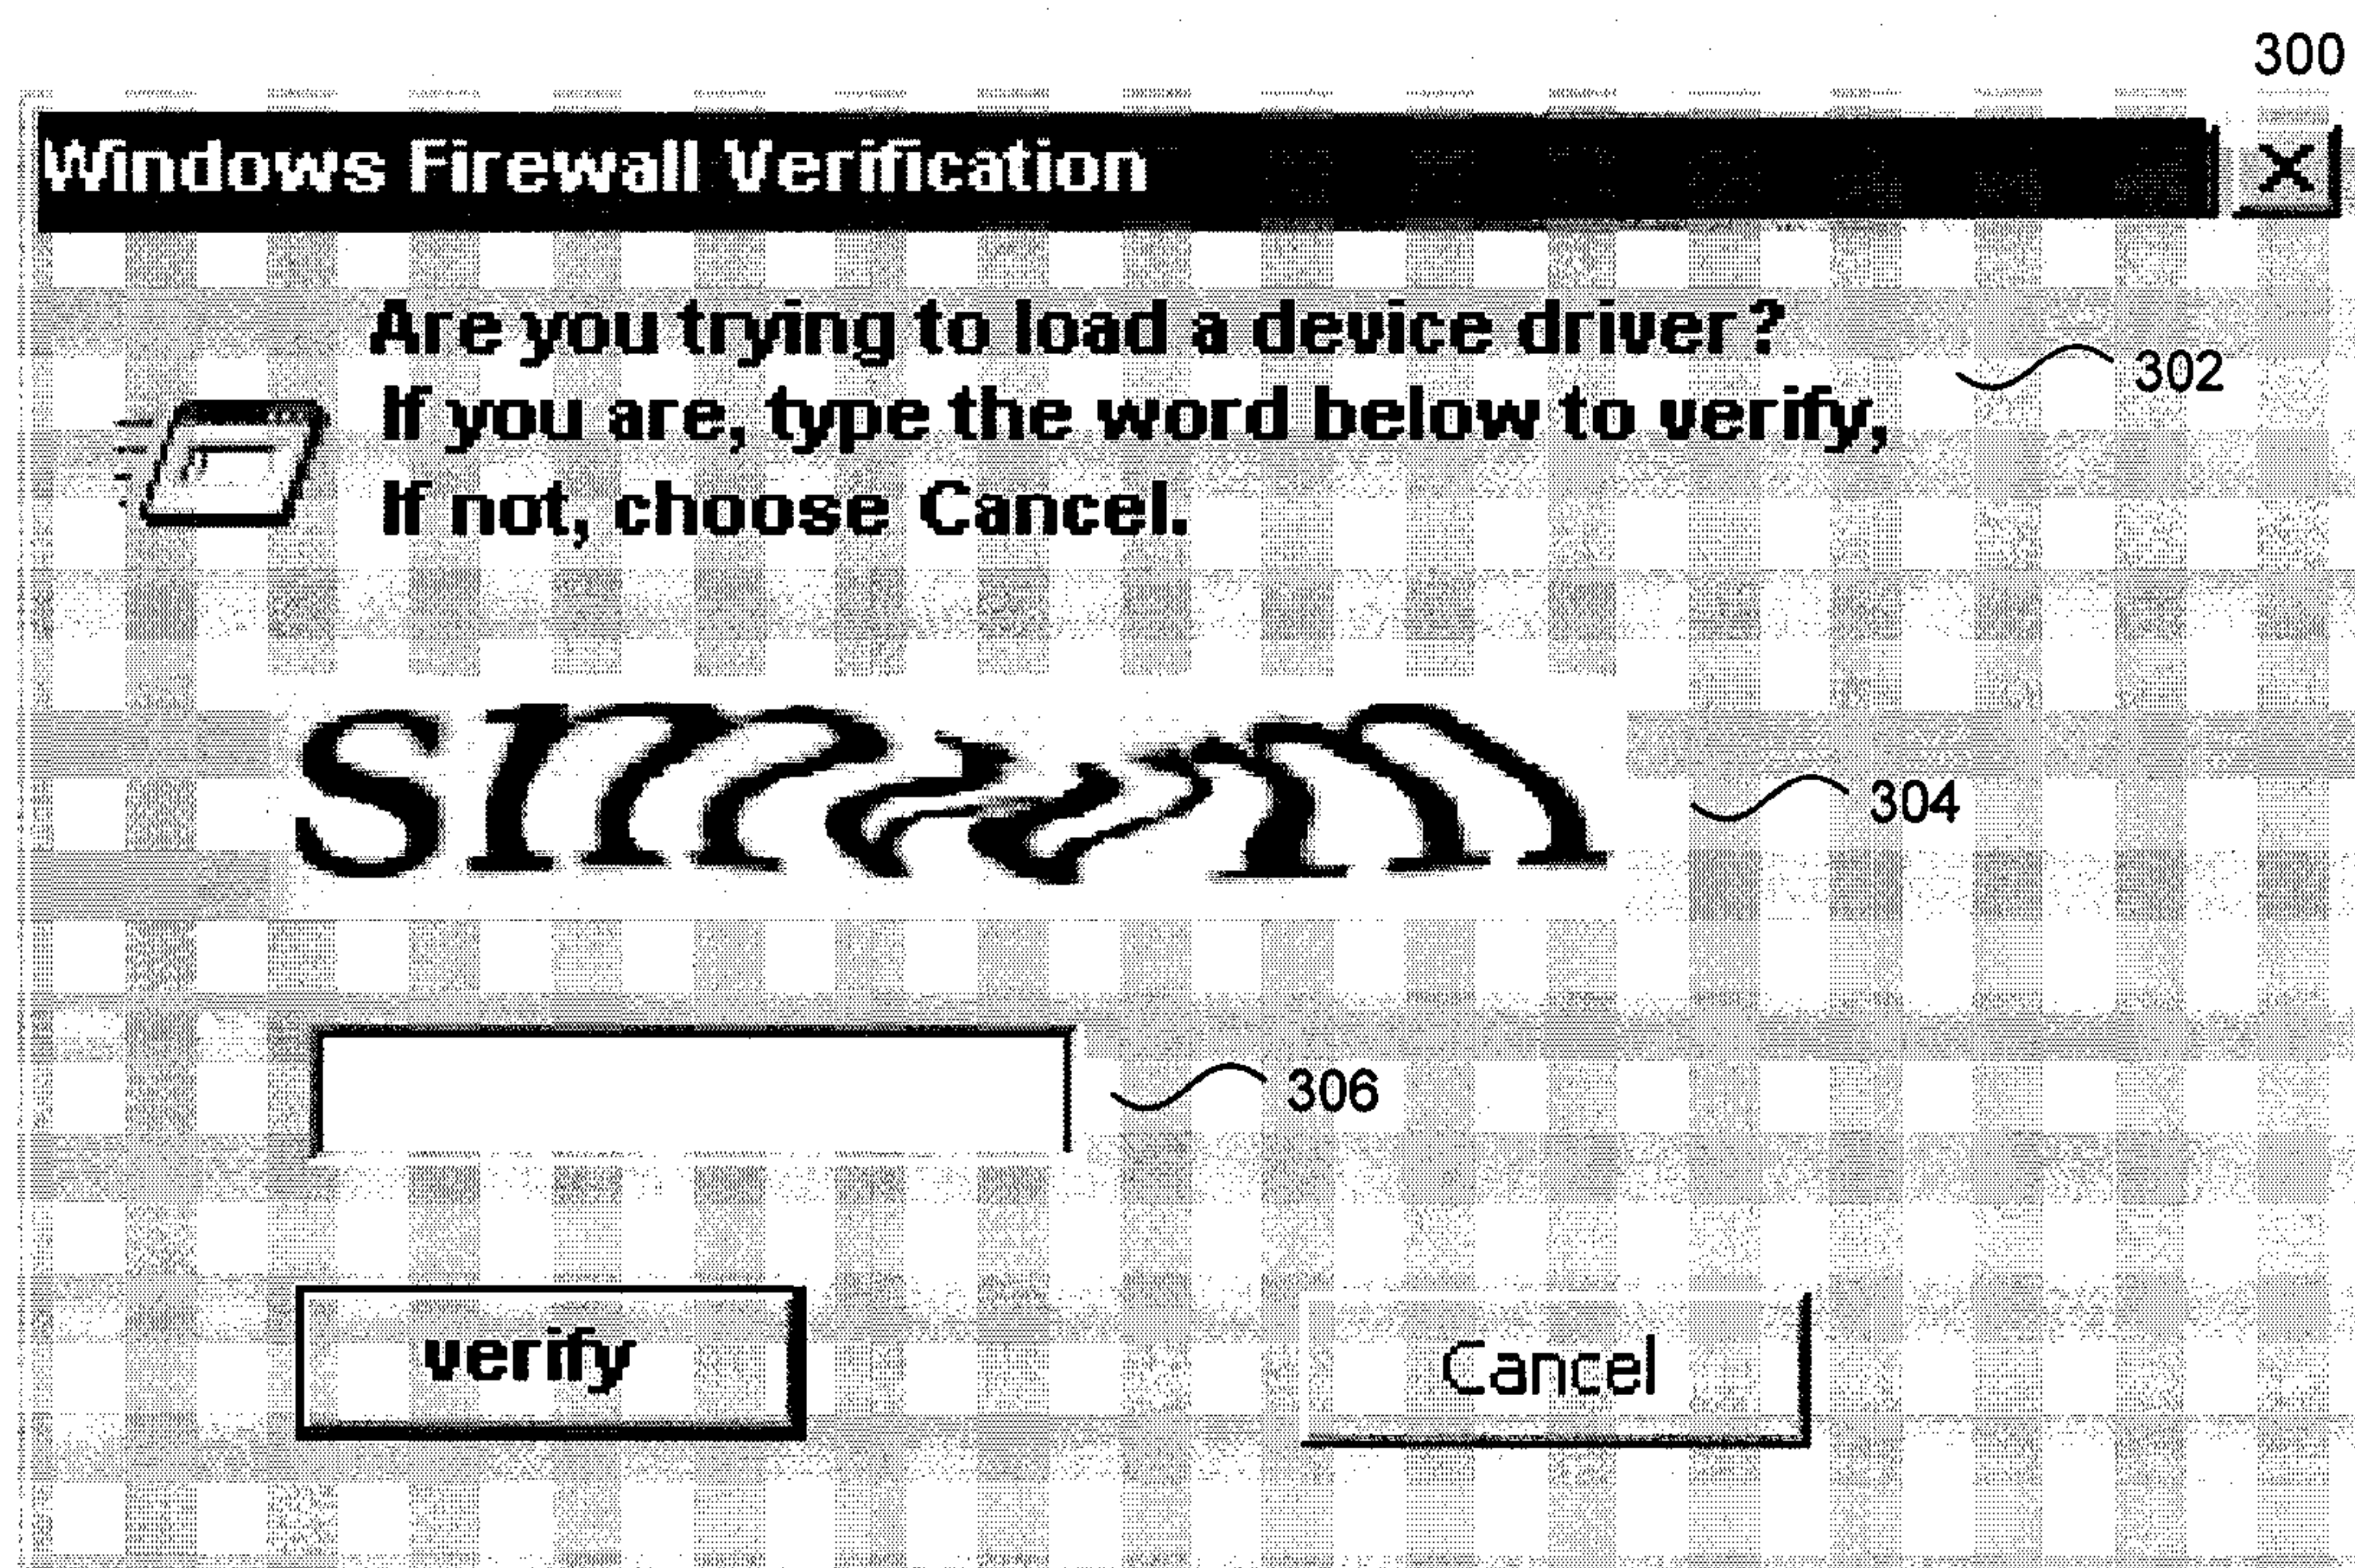 300
Windows Firewall Verification
Are you trying to load a device driver?
302
If you are, type the word below to verify,
If not, choose Cancel.
smwm
304
306
verify
Cancel